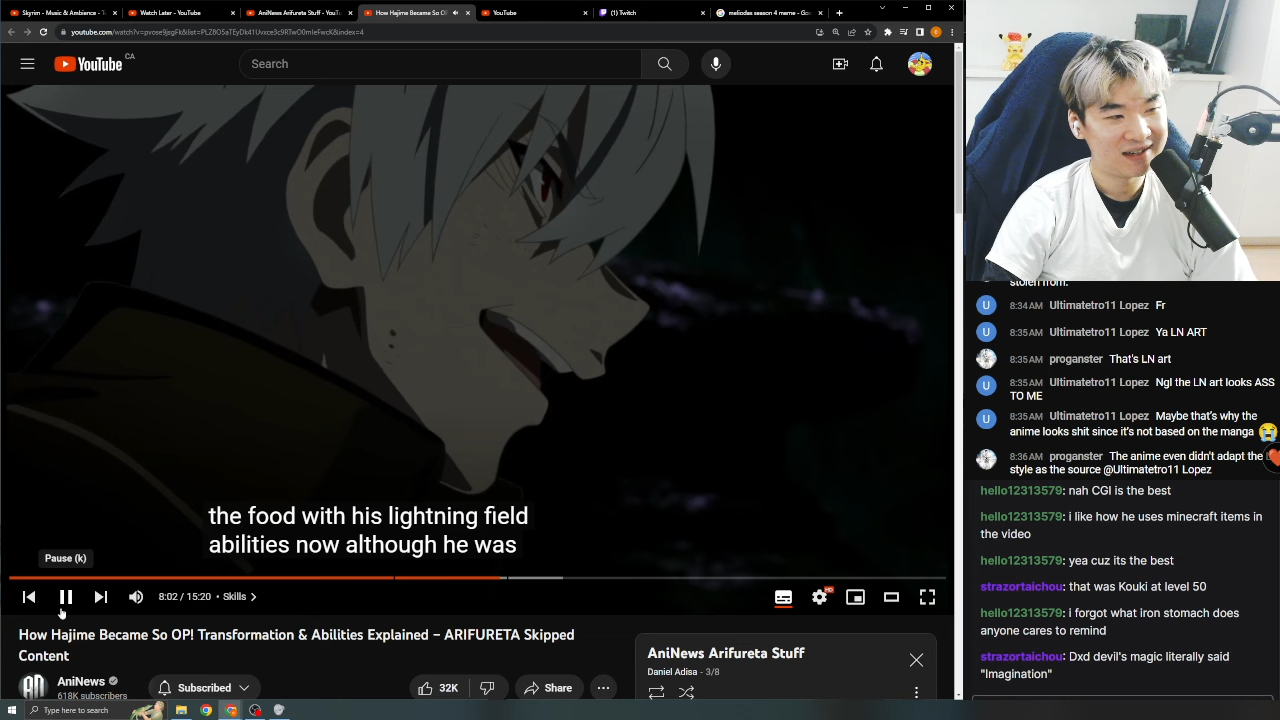 Skyrim - Music & Ambience - T
Watch Later - YouTube
AniNews Arifureta Stuff - YouT
How Hajime Became So OP
YouTube
Twitch
meliodas season 4 meme - Goo
youtube.com/watch?v=pvose9jsgFk&list=PLZ8O5aTEyDk41Uvxce3c9RTwO0mIeFwcK&index=4
YouTube CA
Search
the food with his lightning field
abilities now although he was
Pause (k)
8:02 / 15:20 • Skills
HD
How Hajime Became So OP! Transformation & Abilities Explained – ARIFURETA Skipped
Content
AniNews
618K subscribers
Subscribed
32K
Share
AniNews Arifureta Stuff
Daniel Adisa - 3/8
Type here to search
stolen from.
U 8:34 AM Ultimatetro11 Lopez Fr
U 8:35 AM Ultimatetro11 Lopez Ya LN ART
8:35 AM proganster That's LN art
U 8:35 AM Ultimatetro11 Lopez Ngl the LN art looks ASS
TO ME
U 8:35 AM Ultimatetro11 Lopez Maybe that's why the
anime looks shit since it's not based on the manga 😭
8:36 AM proganster The anime even didn't adapt the
style as the source @Ultimatetro11 Lopez
hello12313579: nah CGI is the best
hello12313579: i like how he uses minecraft items in
the video
hello12313579: yea cuz its the best
strazortaichou: that was Kouki at level 50
hello12313579: i forgot what iron stomach does
anyone cares to remind
strazortaichou: Dxd devil's magic literally said
"Imagination"